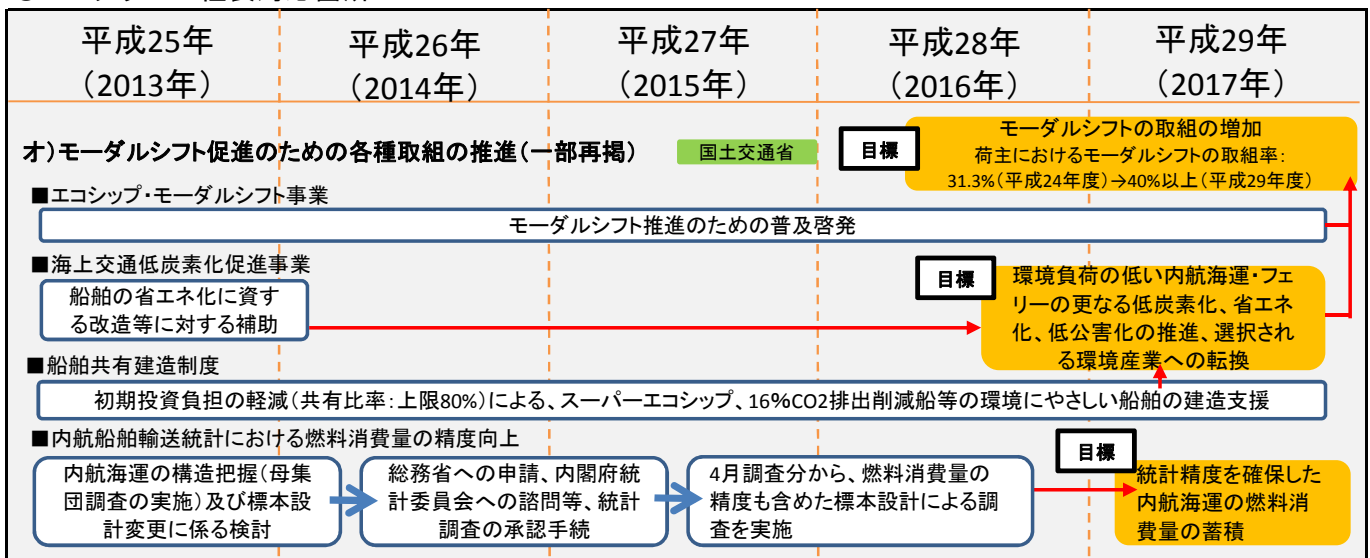 平成25年
（2013年）
平成26年
（2014年）
平成27年
（2015年）
平成28年
（2016年）
平成29年
（2017年）
オ)モーダルシフト促進のための各種取組の推進(一部再掲)
国土交通省
目標
モーダルシフトの取組の増加
荷主におけるモーダルシフトの取組率:
31.3%(平成24年度)→40%以上(平成29年度)
■エコシップ・モーダルシフト事業
モーダルシフト推進のための普及啓発
■海上交通低炭素化促進事業
船舶の省エネ化に資す
る改造等に対する補助
目標
環境負荷の低い内航海運・フェ
リーの更なる低炭素化、省エネ
化、低公害化の推進、選択され
る環境産業への転換
■船舶共有建造制度
初期投資負担の軽減(共有比率:上限80%)による、スーパーエコシップ、16%CO2排出削減船等の環境にやさしい船舶の建造支援
■内航船舶輸送統計における燃料消費量の精度向上
内航海運の構造把握(母集
団調査の実施)及び標本設
計変更に係る検討
総務省への申請、内閣府統
計委員会への諮問等、統計
調査の承認手続
4月調査分から、燃料消費量の
精度も含めた標本設計による調
査を実施
目標
統計精度を確保した
内航海運の燃料消
費量の蓄積